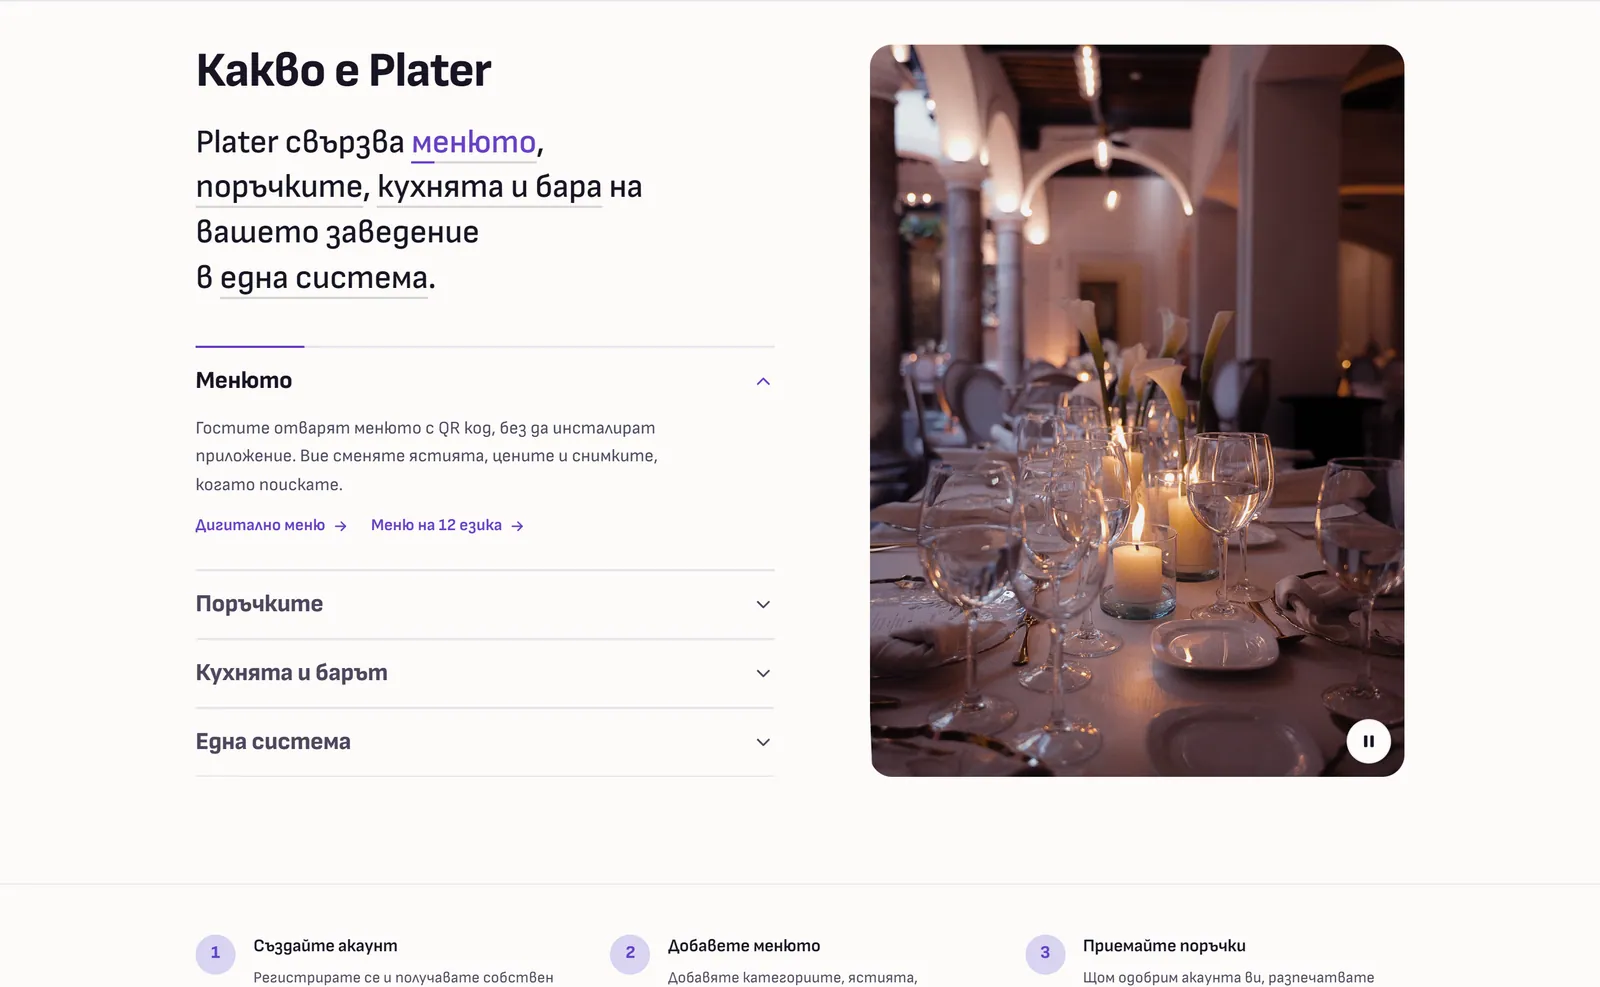 Какво е Plater
Plater свързва менюто,
поръчките, кухнята и бара на
вашето заведение
в една система.
Менюто
Гостите отварят менюто с QR код, без да инсталират
приложение. Вие сменяте ястията, цените и снимките,
когато поискате.
Дигитално меню →
Меню на 12 езика →
Поръчките
Кухнята и барът
Една система
1
Създайте акаунт
Регистрирате се и получавате собствен
2
Добавете менюто
Добавяте категориите, ястията,
3
Приемайте поръчки
Щом одобрим акаунта ви, разпечатвате